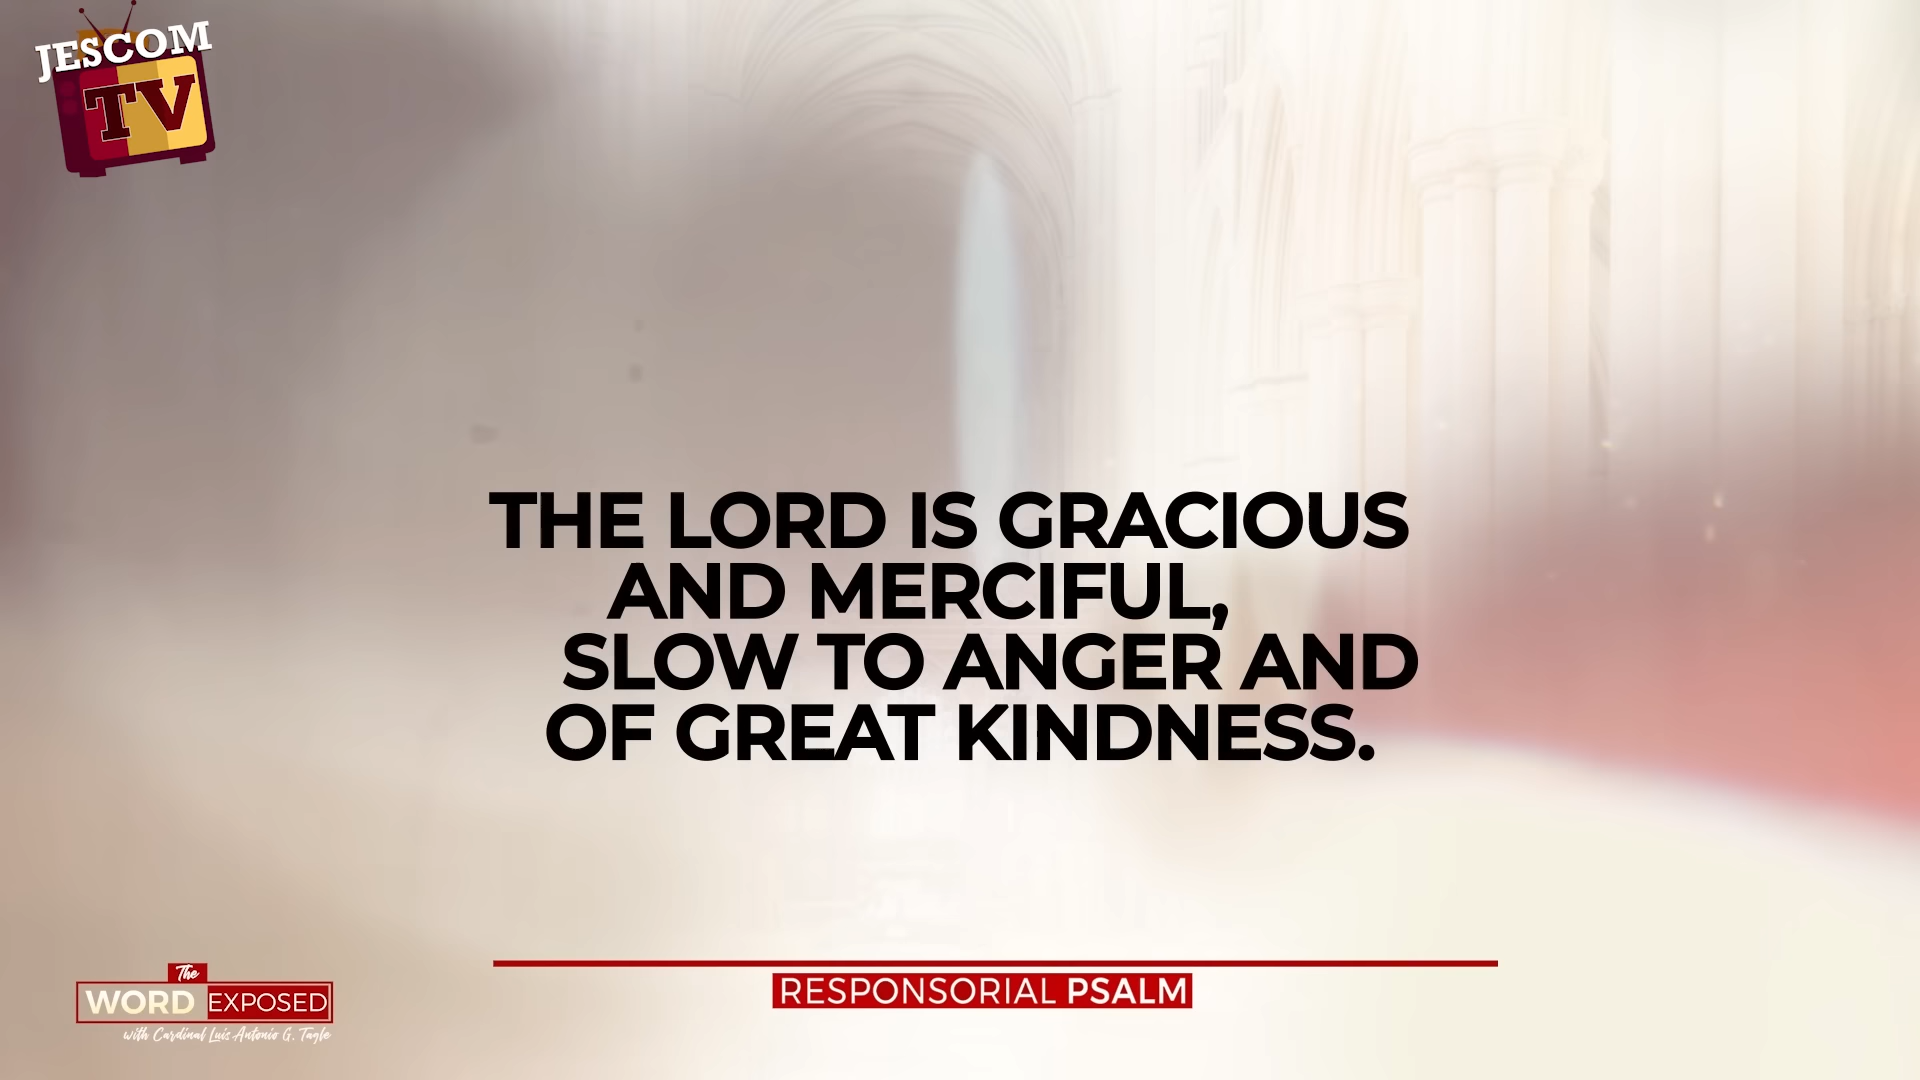 JESCOM
TV
THE LORD IS GRACIOUS
AND MERCIFUL,
SLOW TO ANGER AND
OF GREAT KINDNESS.
RESPONSORIAL PSALM
The
WORD EXPOSED
with Cardinal Luis Antonio G. Tagle